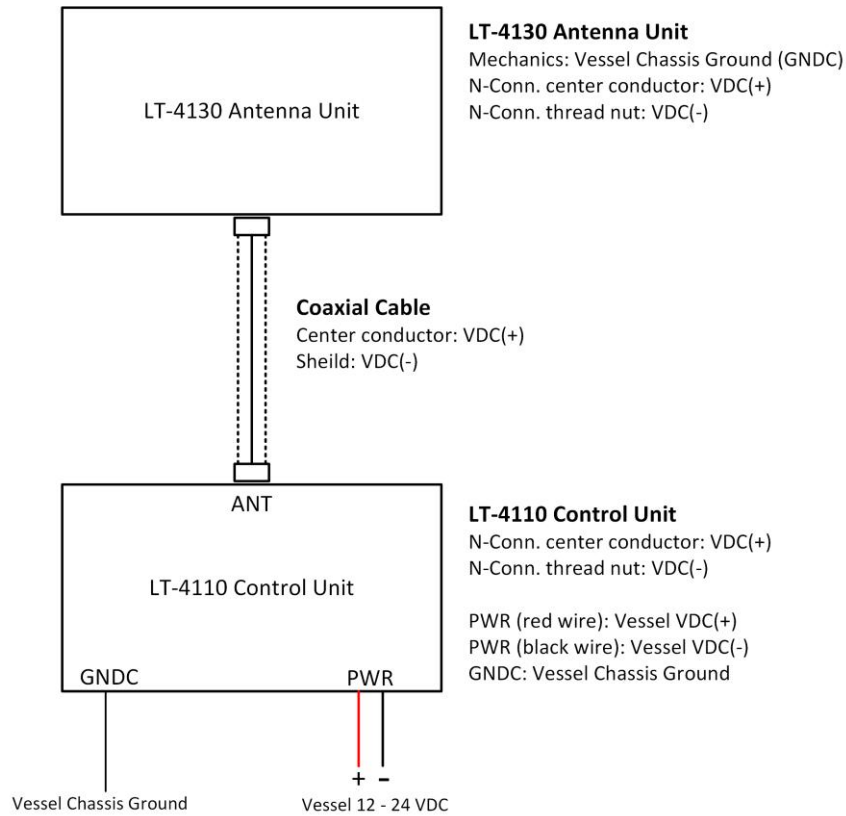 LT-4130 Antenna Unit
Mechanics: Vessel Chassis Ground (GNDC)
N-Conn. center conductor: VDC(+)
N-Conn. thread nut: VDC(-)
LT-4130 Antenna Unit
Coaxial Cable
Center conductor: VDC(+)
Sheild: VDC(-)
ANT
LT-4110 Control Unit
GNDC
PWR
LT-4110 Control Unit
N-Conn. center conductor: VDC(+)
N-Conn. thread nut: VDC(-)
PWR (red wire): Vessel VDC(+)
PWR (black wire): Vessel VDC(-)
GNDC: Vessel Chassis Ground
+ -
Vessel Chassis Ground
Vessel 12 - 24 VDC